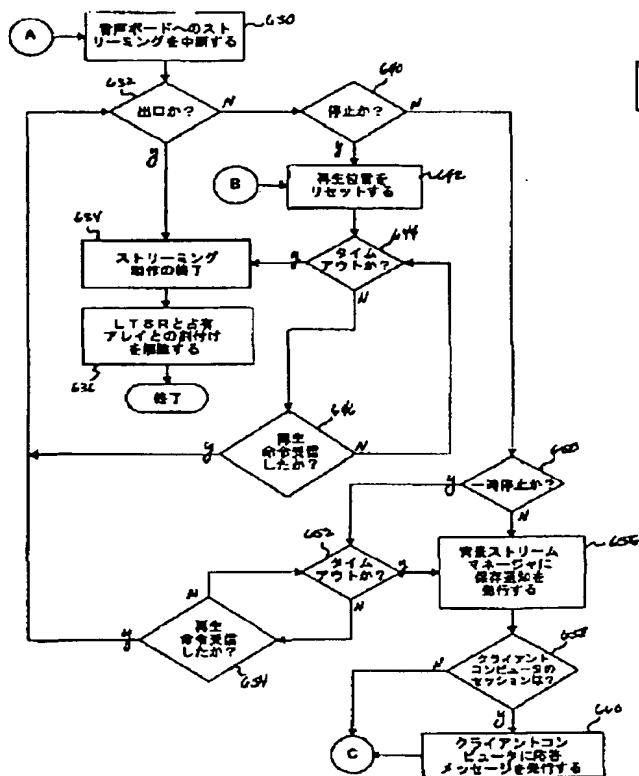 A
音声ボードへのスト
リーミングを中断する
630
632
出口か？
N
y
640
停止か？
N
y
B
再生位置を
リセットする
642
634
ストリーミング
動作の終了
y
タイム
アウトか？
644
N
LTSRと占有
アレイとの割付け
を解除する
636
終了
646
再生
命令受信
したか？
y
N
650
一時停止か？
y
N
652
タイム
アウトか？
y
N
背景ストリーム
マネージャに
保存通知を
発行する
656
N
再生
命令受信
したか？
y
654
658
クライアント
コンピュータの
セッションは？
N
y
660
C
クライアントコン
ピュータに応答
メッセージを発行する